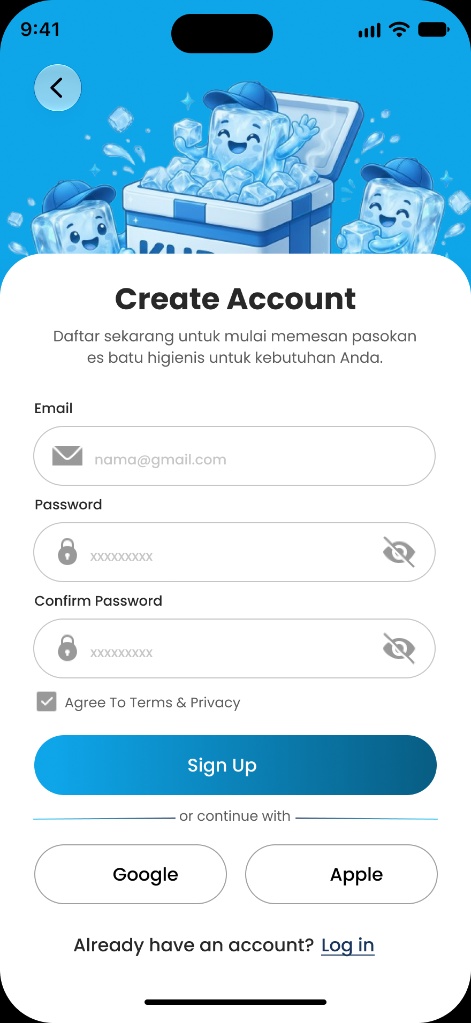 9:41
Create Account
Daftar sekarang untuk mulai memesan pasokan
es batu higienis untuk kebutuhan Anda.
Email
nama@gmail.com
Password
xxxxxxxxx
Confirm Password
xxxxxxxxx
Agree To Terms & Privacy
Sign Up
or continue with
Google
Apple
Already have an account? Log in